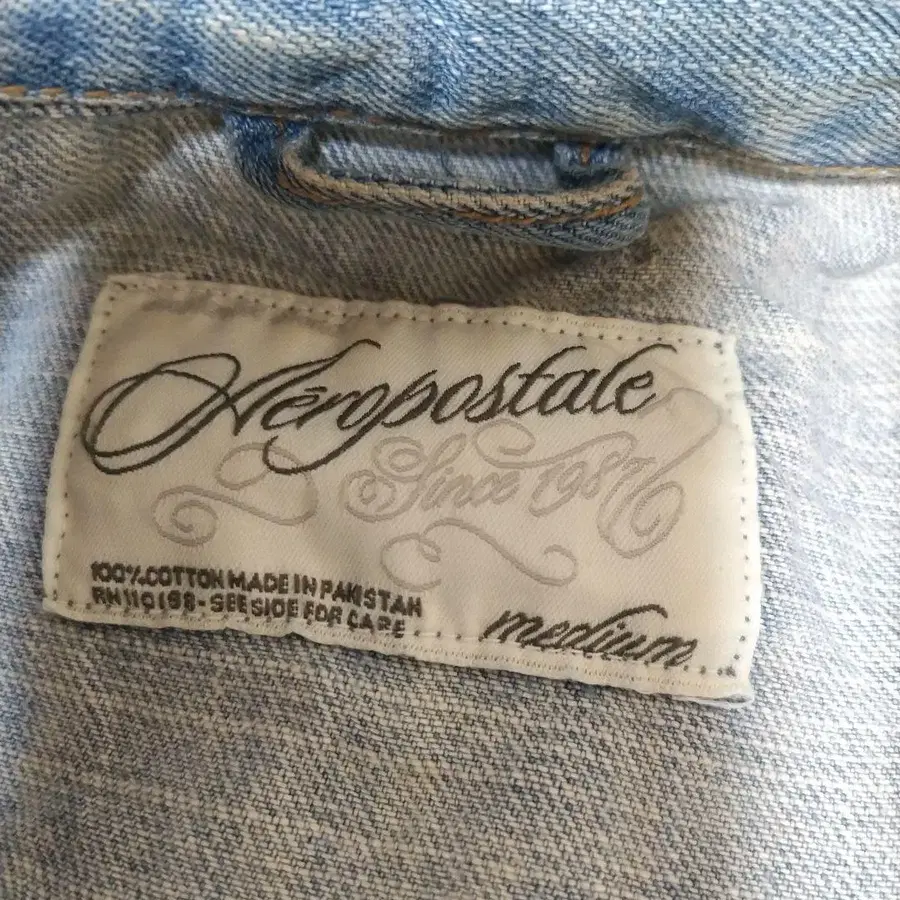 Aéropostale
Since 1987
100% COTTON MADE IN PAKISTAN
RN 110198 - SEE SIDE FOR CARE
medium